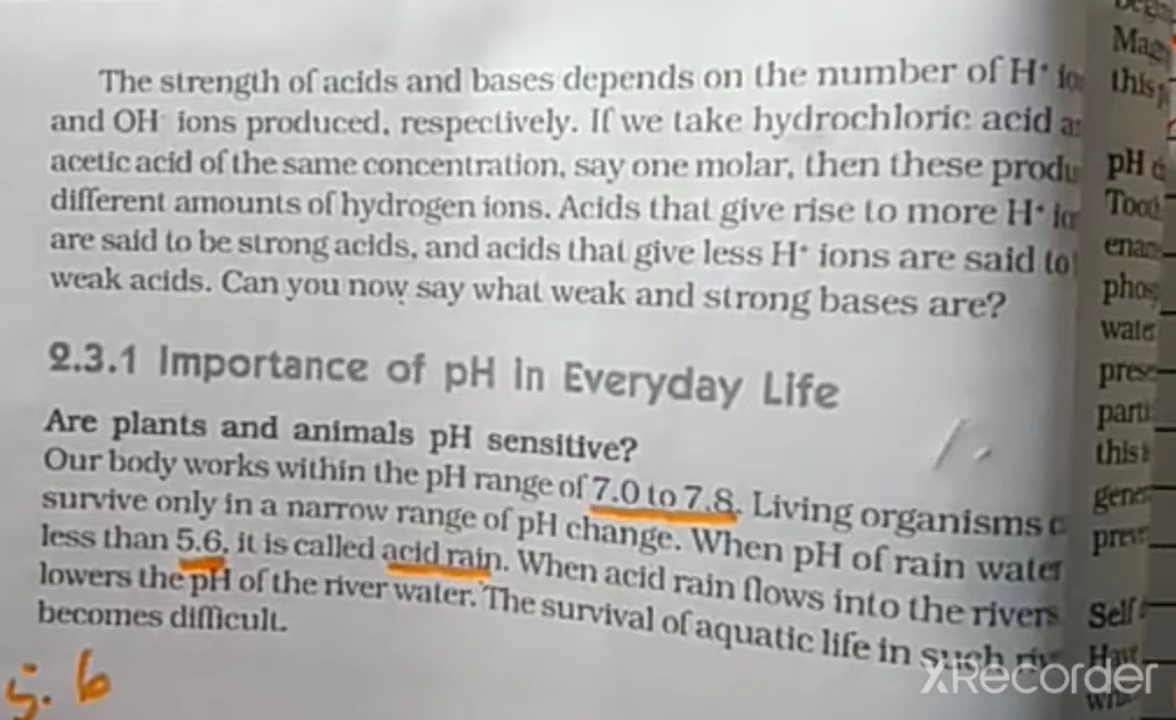 The strength of acids and bases depends on the number of H⁺
and OH ions produced, respectively. If we take hydrochloric acid
acetic acid of the same concentration, say one molar, then these
different amounts of hydrogen ions. Acids that give rise to more H⁺
are said to be strong acids, and acids that give less H⁺ ions are said to
weak acids. Can you now say what weak and strong bases are?
2.3.1 Importance of pH in Everyday Life
Are plants and animals pH sensitive?
Our body works within the pH range of 7.0 to 7.8. Living organisms
survive only in a narrow range of pH change. When pH of rain water
less than 5.6, it is called acid rain. When acid rain flows into the rivers
lowers the pH of the river water. The survival of aquatic life in such
becomes difficult.
5.6
this
pH
this
Self
XRecorder